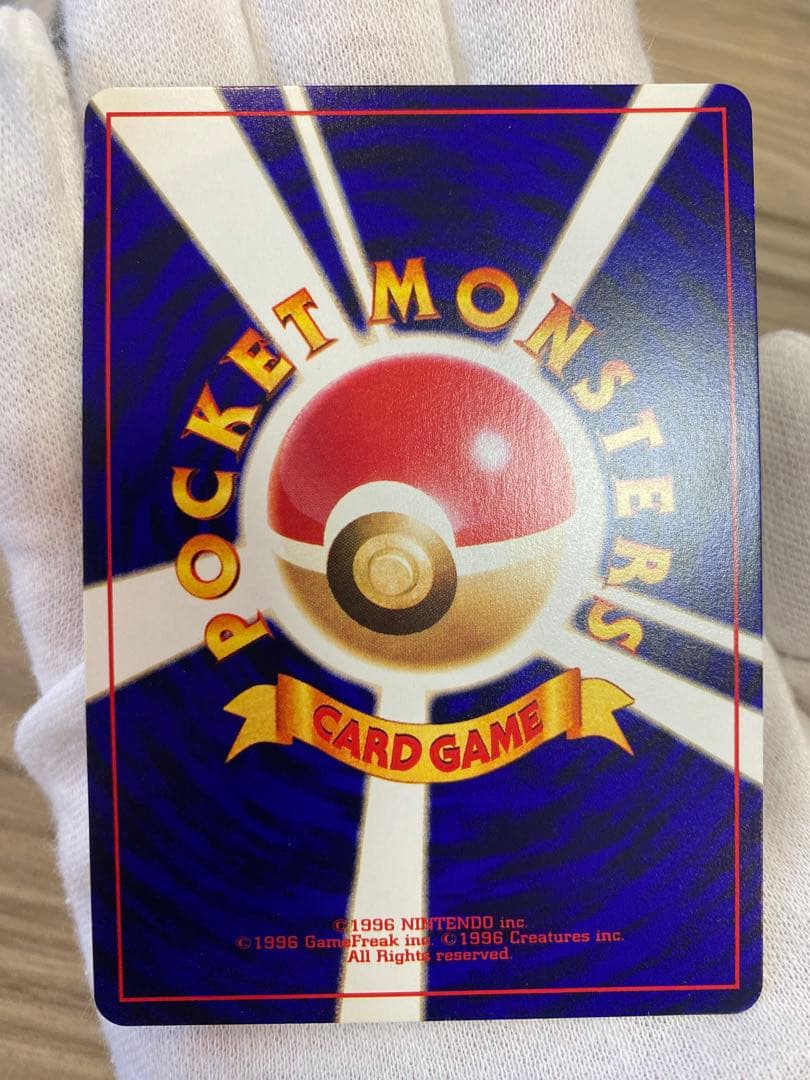 POCKET MONSTERS
CARD GAME
©1996 NINTENDO inc.
©1996 GameFreak inc. ©1996 Creatures inc.
All Rights reserved.